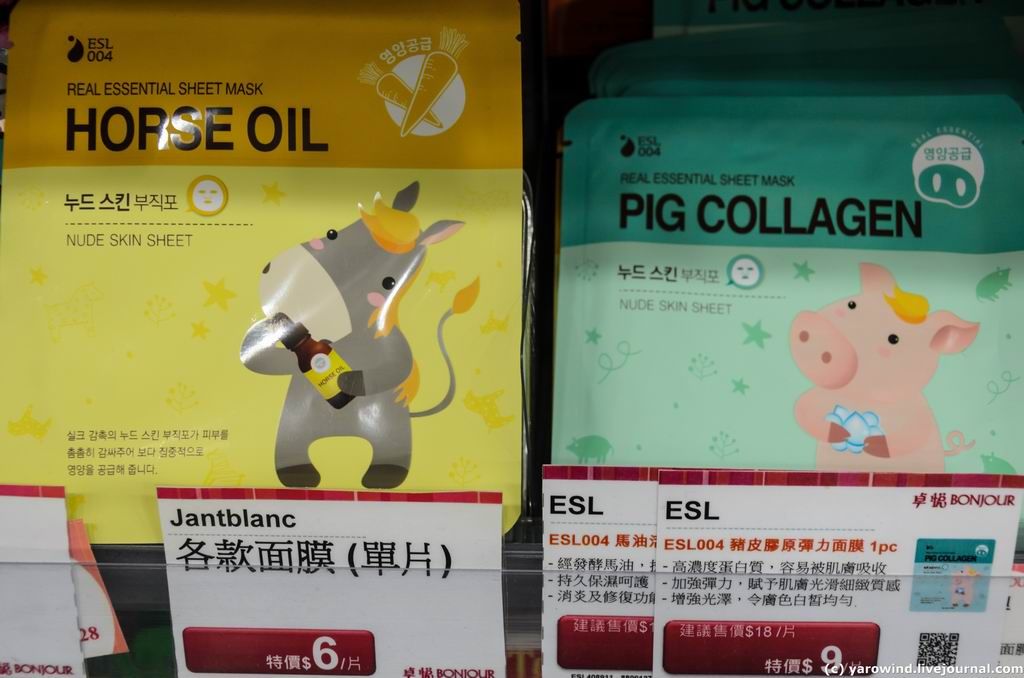 ESL
004
REAL ESSENTIAL SHEET MASK
HORSE OIL
영양공급
누드 스킨 부직포
NUDE SKIN SHEET
HORSE OIL
실크 감촉의 누드 스킨 부직포가 피부를
촘촘히 감싸주어 보다 집중적으로
영양을 공급해 줍니다.
PIG COLLAGEN
ESL
004
REAL ESSENTIAL SHEET MASK
PIG COLLAGEN
REAL ESSENTIAL
영양공급
누드 스킨 부직포
NUDE SKIN SHEET
28
BONJOUR
Jantblanc
各款面膜 (單片)
特價$6/片
卓悅 BONJOUR
ESL
ESL004 馬油
- 經發酵馬油,
- 持久保濕呵護
- 消炎及修復功
建議售價$1
ESL
卓悅 BONJOUR
ESL004 豬皮膠原彈力面膜 1pc
- 高濃度蛋白質,容易被肌膚吸收
- 加強彈力,賦予肌膚光滑細緻質感
- 增強光澤,令膚色白皙均勻
PIG COLLAGEN
建議售價$18/片
特價$ 9/片
(c) yarowind.livejournal.com